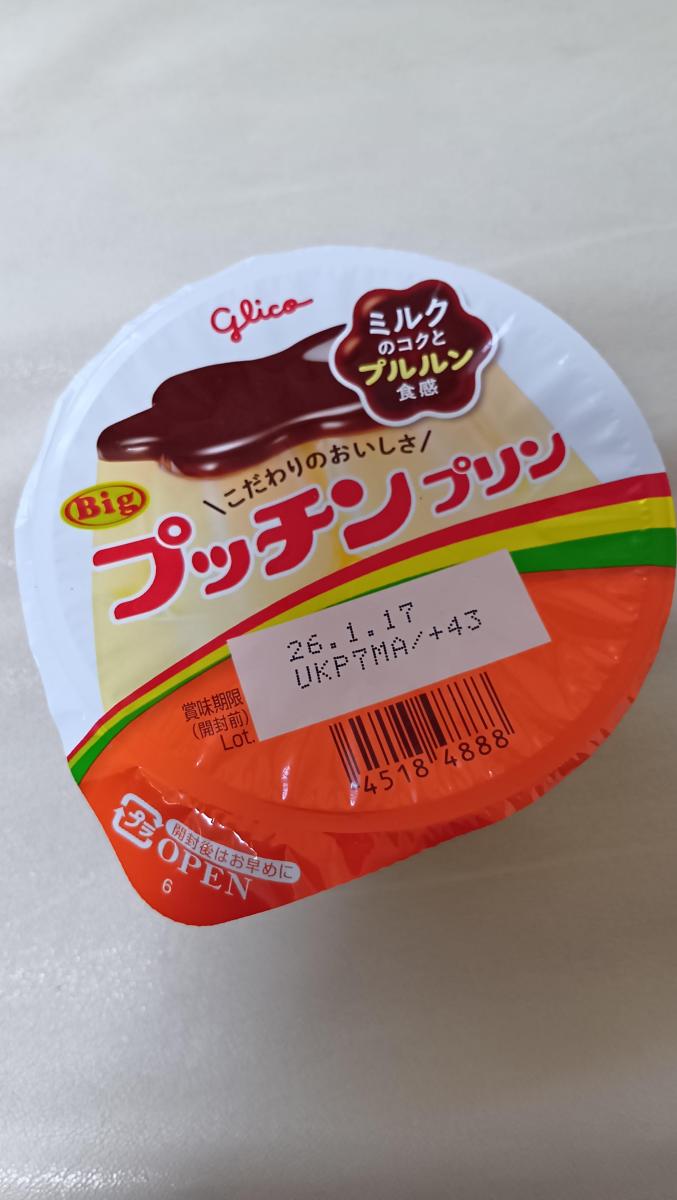 Glico
ミルク
のコクと
プルルン
食感
\こだわりのおいしさ/
Big
プッチンプリン
26.1.17
UKP7MA/+43
賞味期限
(開封前)
Lot.
4518 4888
プラ
開封後はお早めに
OPEN
6